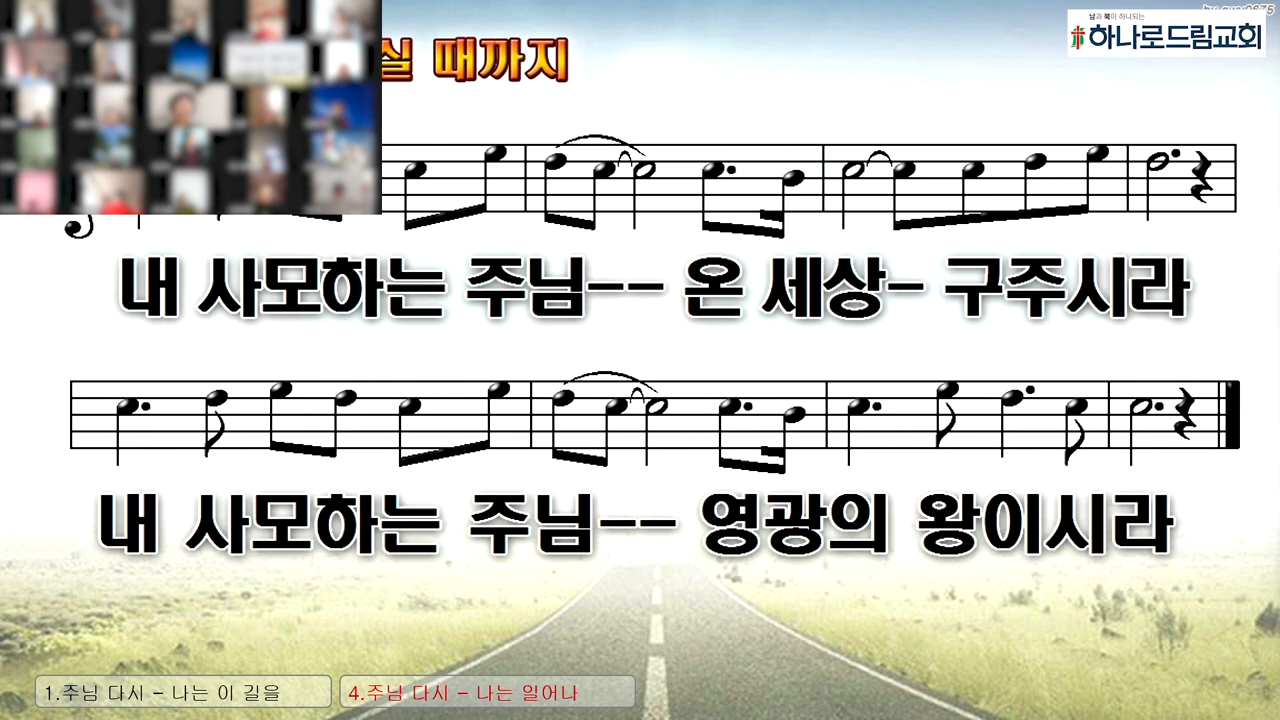 남과 북이 하나되는
하나로드림교회
실 때까지
내 사모하는 주님-- 온 세상- 구주시라
내 사모하는 주님-- 영광의 왕이시라
1.주님 다시 - 나는 이 길을
4.주님 다시 - 나는 일어나